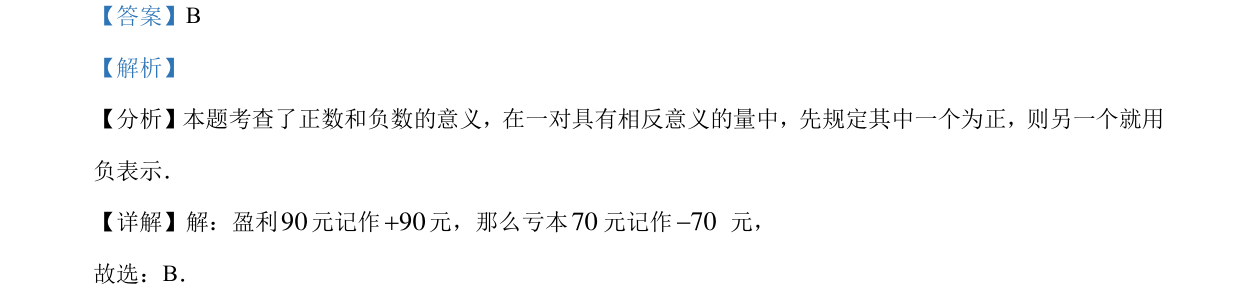 【答案】B
【解析】
【分析】本题考查了正数和负数的意义，在一对具有相反意义的量中，先规定其中一个为正，则另一个就用
负表示．
【详解】解：盈利90元记作+90元，那么亏本70 元记作−70 元，
故选：B．